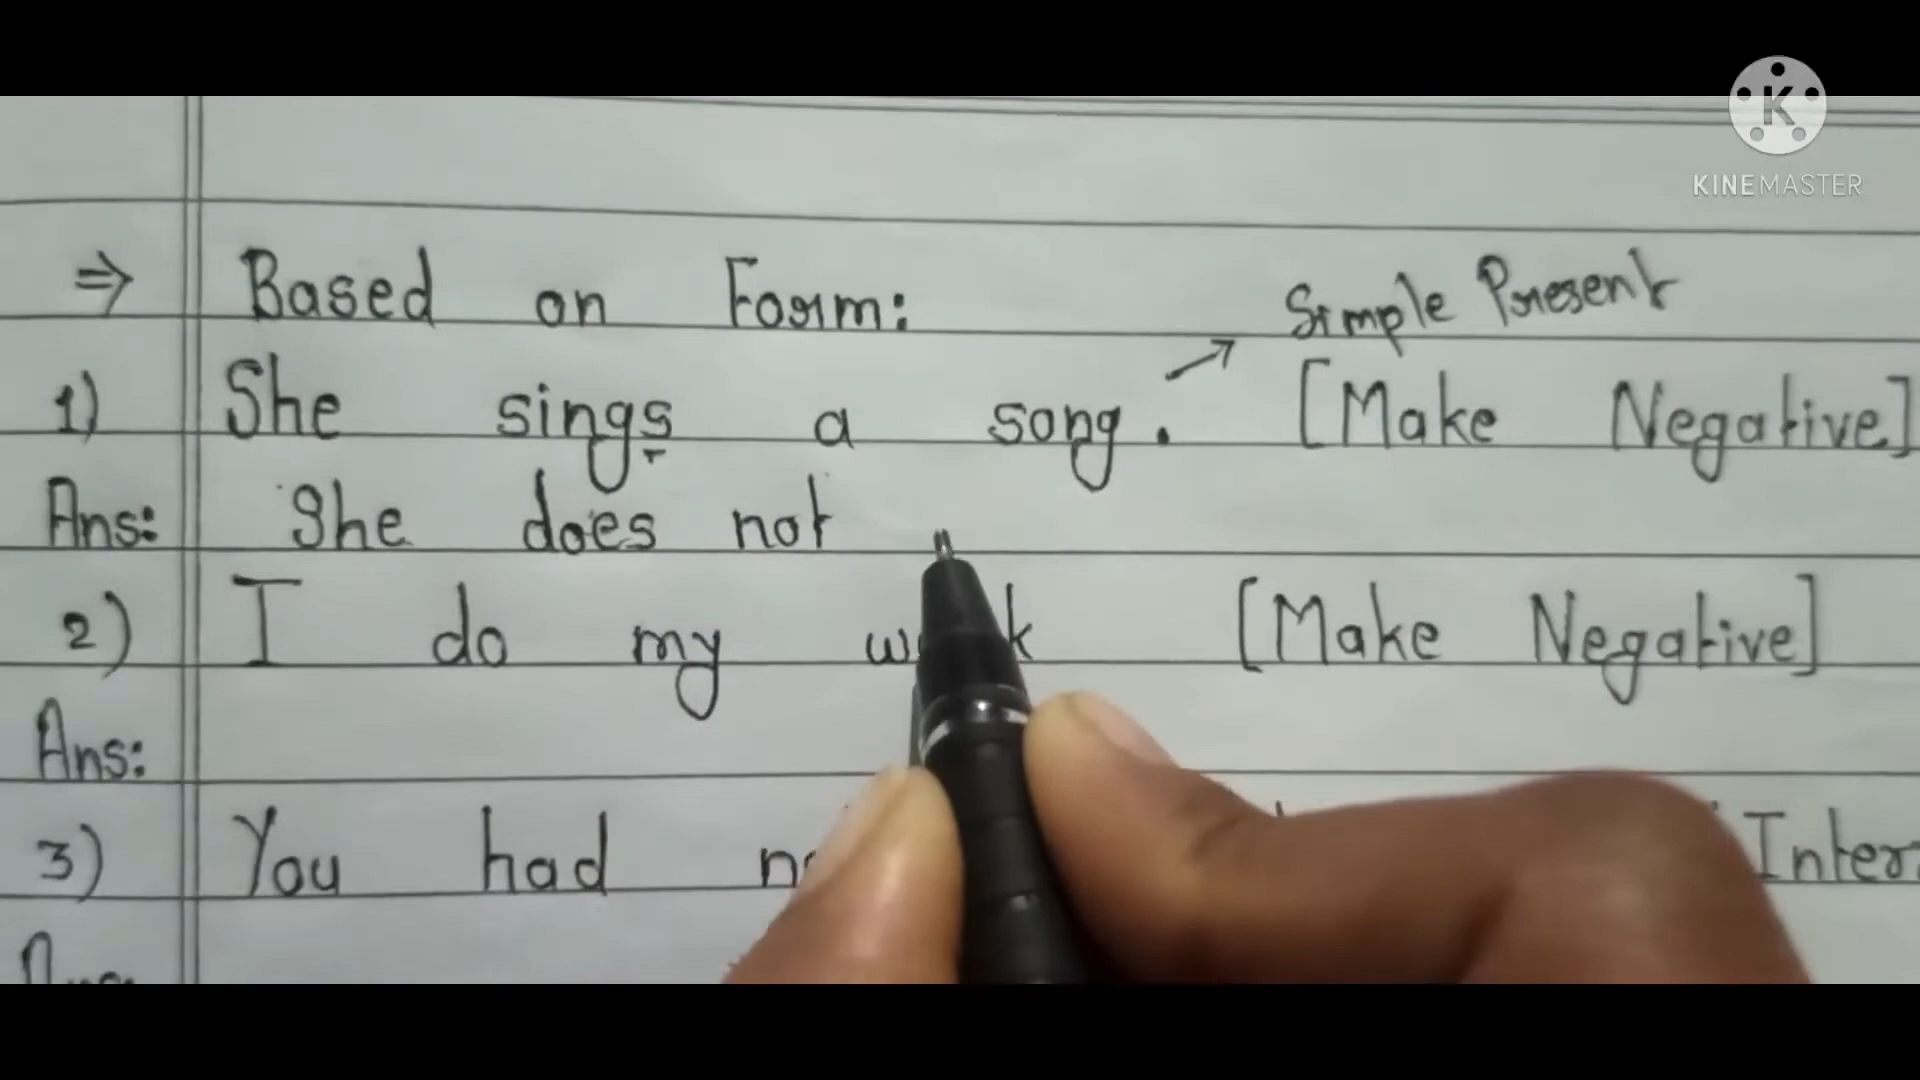 KINEMASTER
⇒ Based on Form:
Simple Present
1) She sings a song. → [Make Negative]
Ans: She does not
2) I do my [Make Negative]
Ans:
3) You had